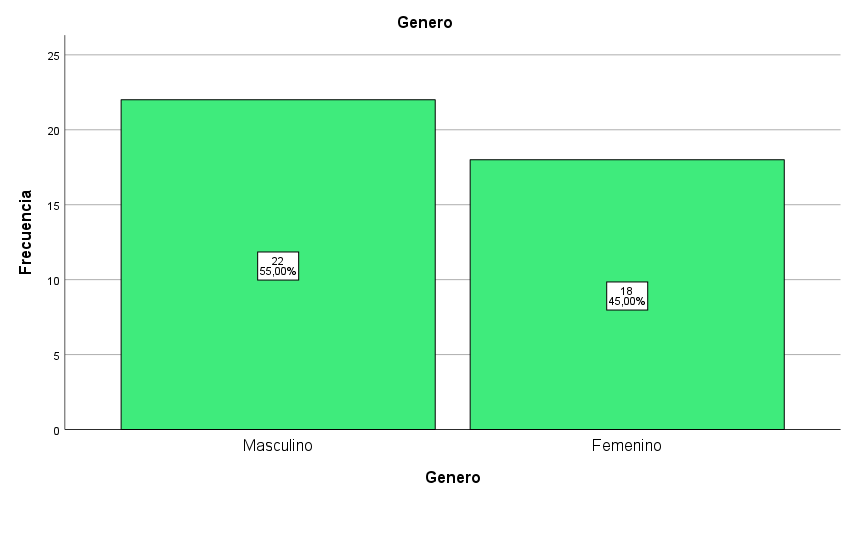 Genero
Frecuencia
25
20
15
10
5
0
22
55,00%
18
45,00%
Masculino
Femenino
Genero